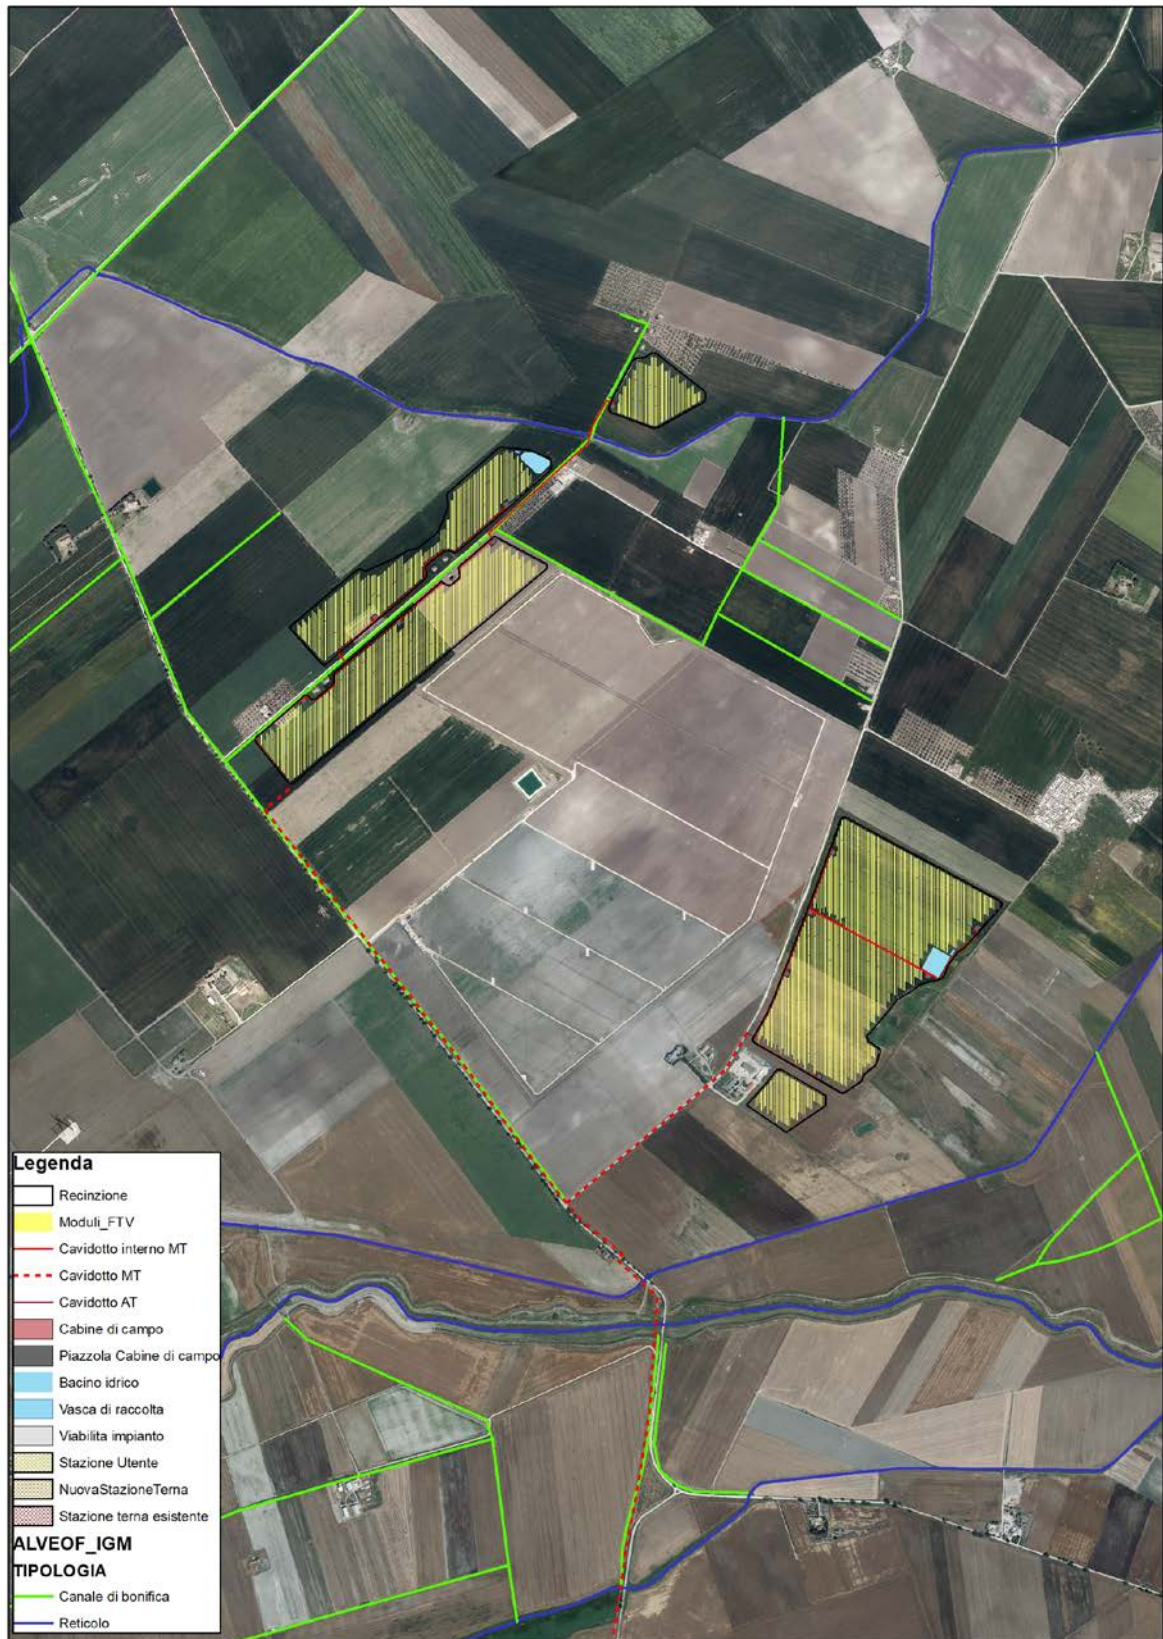 Legenda
Recinzione
Moduli_FTV
Cavidotto interno MT
Cavidotto MT
Cavidotto AT
Cabine di campo
Piazzola Cabine di campo
Bacino idrico
Vasca di raccolta
Viabilita impianto
Stazione Utente
NuovaStazioneTerna
Stazione terna esistente
ALVEOF_IGM
TIPOLOGIA
Canale di bonifica
Reticolo